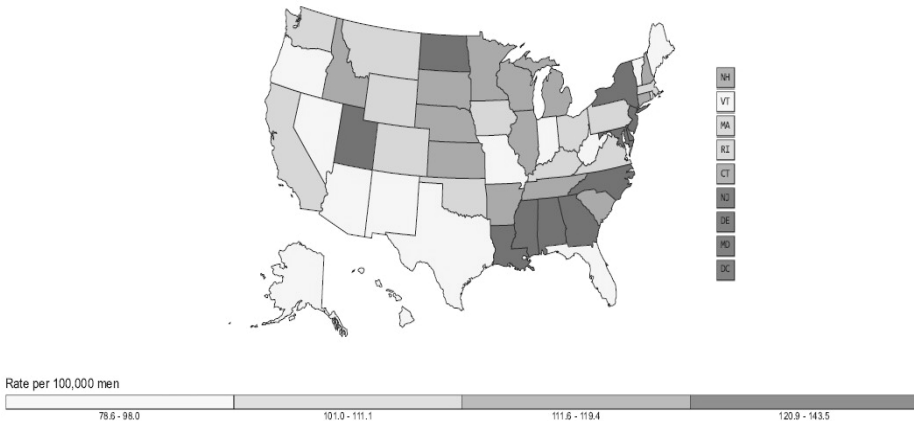 NH
VT
MA
RI
CT
NJ
DE
MD
DC
Rate per 100,000 men
78.6 - 98.0
101.0 - 111.1
111.6 - 119.4
120.9 - 143.5